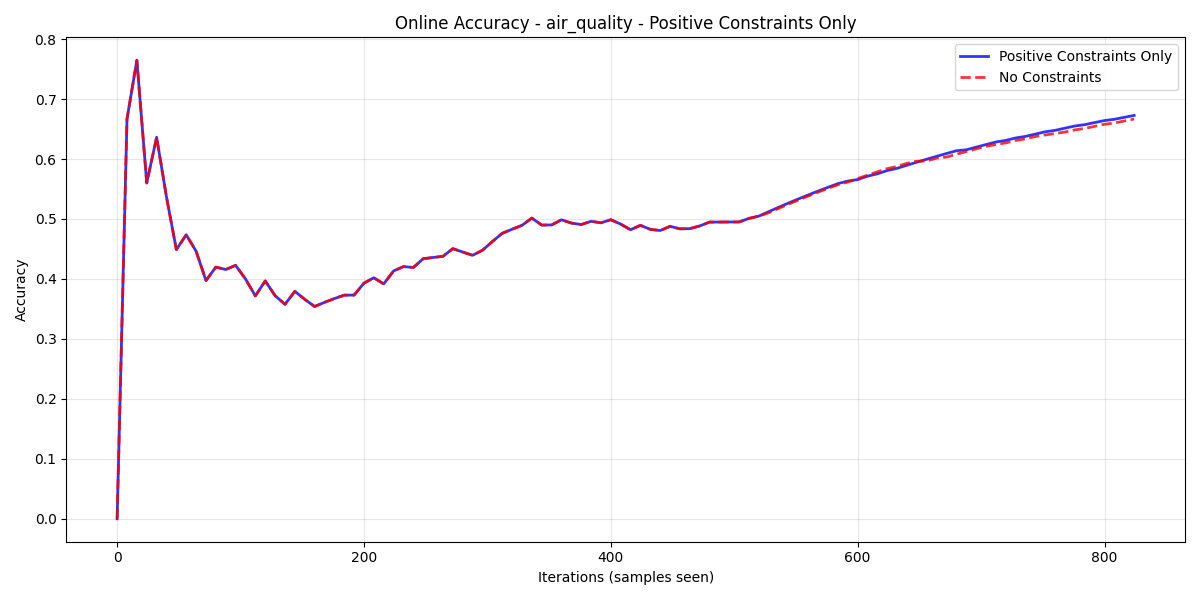 Online Accuracy - air_quality - Positive Constraints Only
Positive Constraints Only
No Constraints
Accuracy
0.8
0.7
0.6
0.5
0.4
0.3
0.2
0.1
0.0
0
200
400
600
800
Iterations (samples seen)